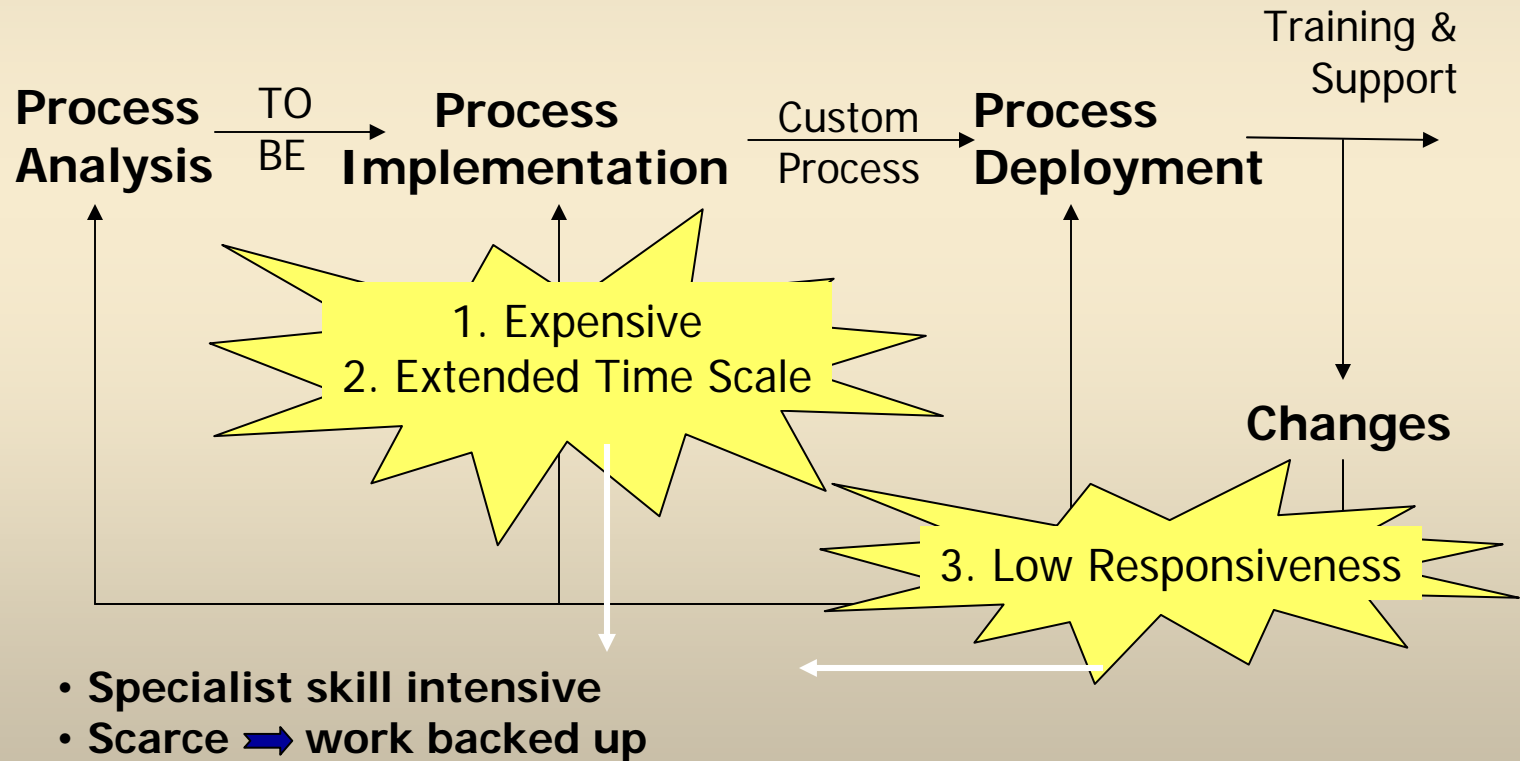 Training &
Support
Process
Analysis
TO
BE
Process
Implementation
Custom
Process
Process
Deployment
1. Expensive
2. Extended Time Scale
Changes
3. Low Responsiveness
• Specialist skill intensive
• Scarce ➡ work backed up